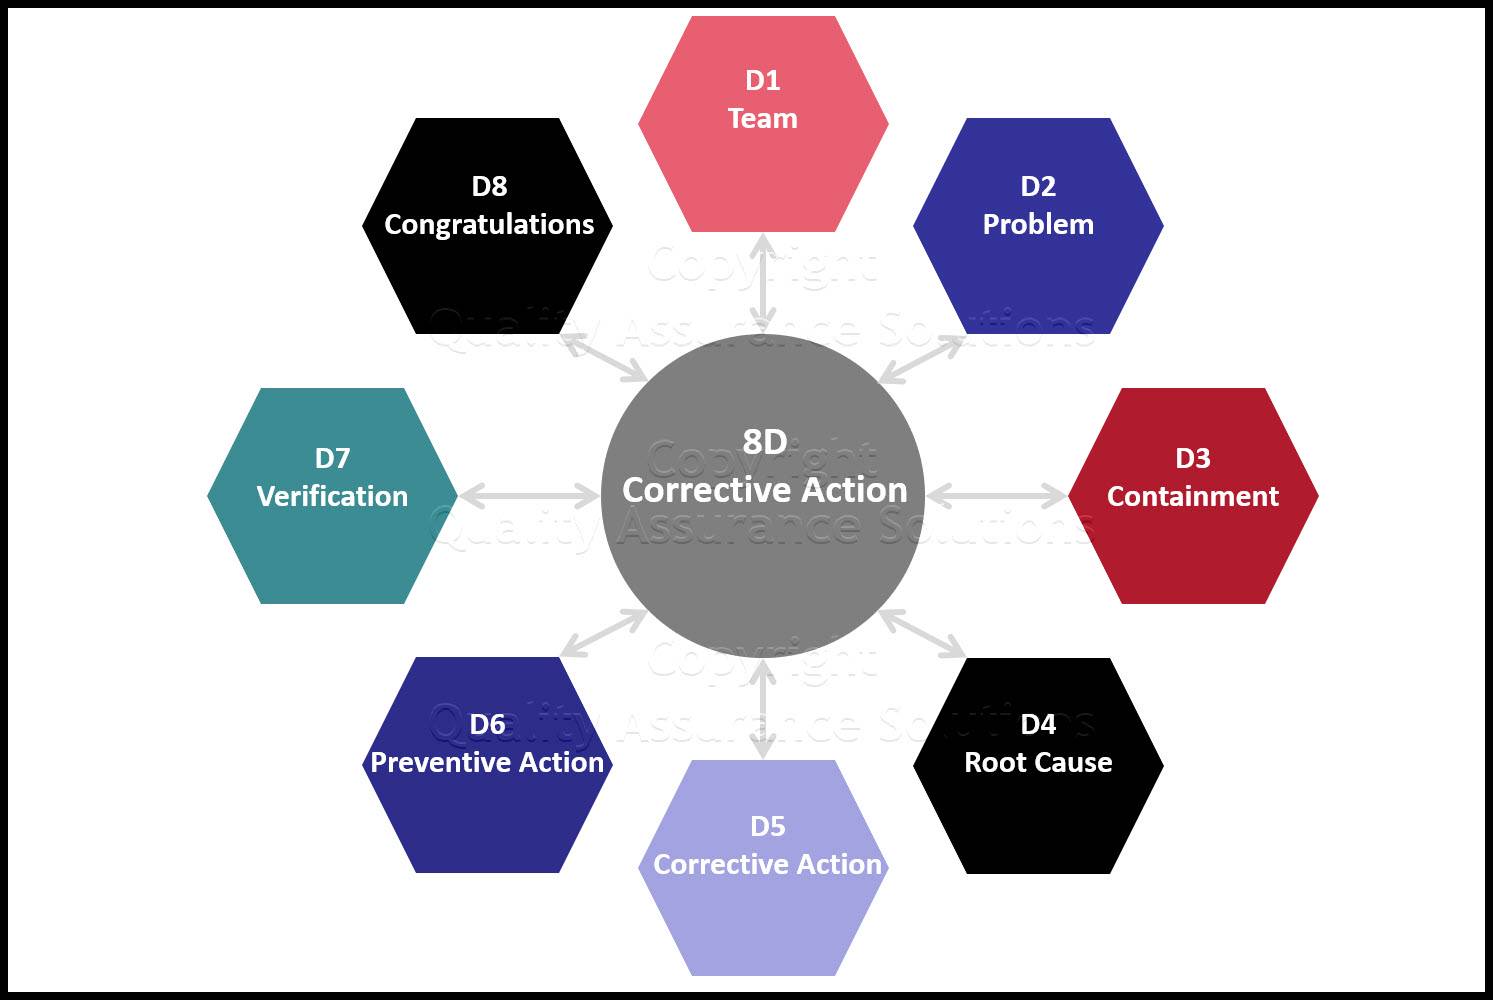 D1
Team
D2
Problem
D3
Containment
D4
Root Cause
D5
Corrective Action
D6
Preventive Action
D7
Verification
D8
Congratulations
8D
Corrective Action
Copyright
Quality Assurance Solutions
Copyright
Quality Assurance Solutions
Copyright
Quality Assurance Solutions